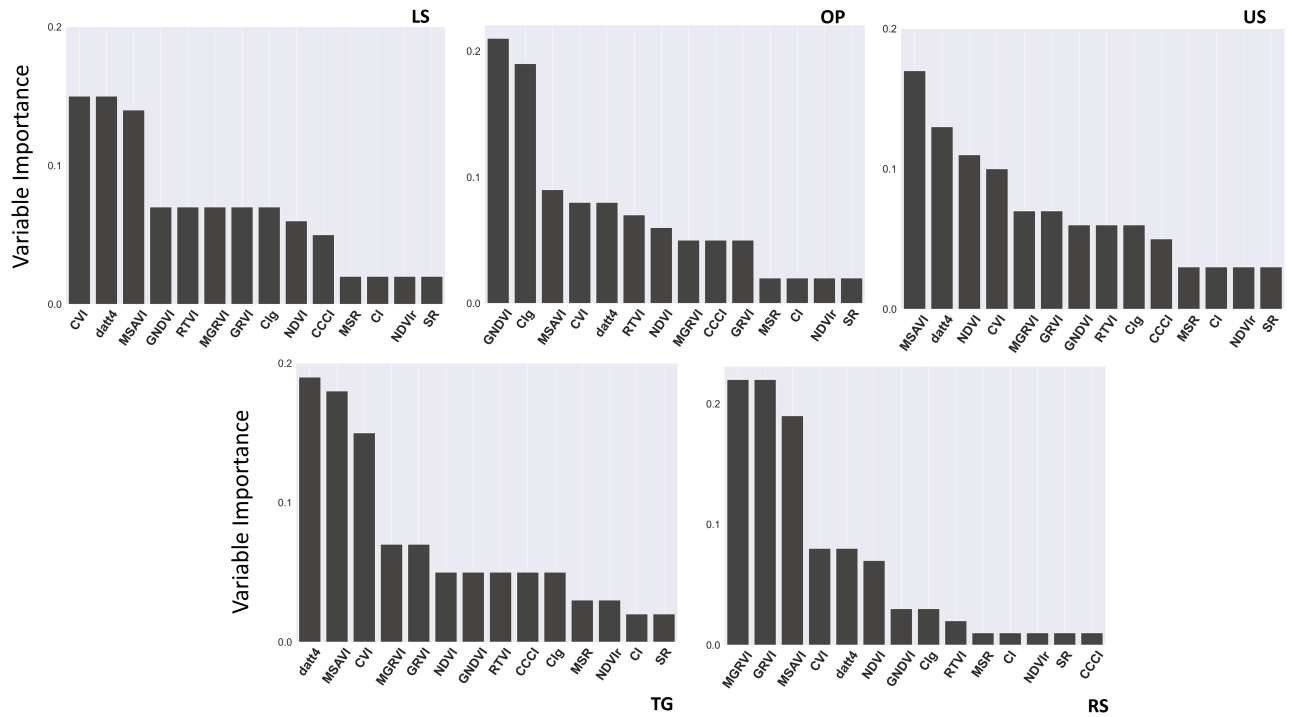 LS
OP
US
Variable Importance
0.2
0.1
0.0
CVI datt4 MSAVI GNDVI RTVI MGRVI GRVI CIg NDVI CCCI MSR CI NDVIr SR
0.2
0.1
0.0
GNDVI CIg MSAVI CVI datt4 RTVI NDVI MGRVI CCCI GRVI MSR CI NDVIr SR
0.2
0.1
0.0
MSAVI datt4 NDVI CVI MGRVI GRVI GNDVI RTVI CIg CCCI MSR CI NDVIr SR
Variable Importance
0.2
0.1
0.0
datt4 MSAVI CVI MGRVI GRVI NDVI GNDVI RTVI CCCI CIg MSR NDVIr CI SR
TG
0.2
0.1
0.0
MGRVI GRVI MSAVI CVI datt4 NDVI GNDVI CIg RTVI MSR CI NDVIr SR CCCI
RS